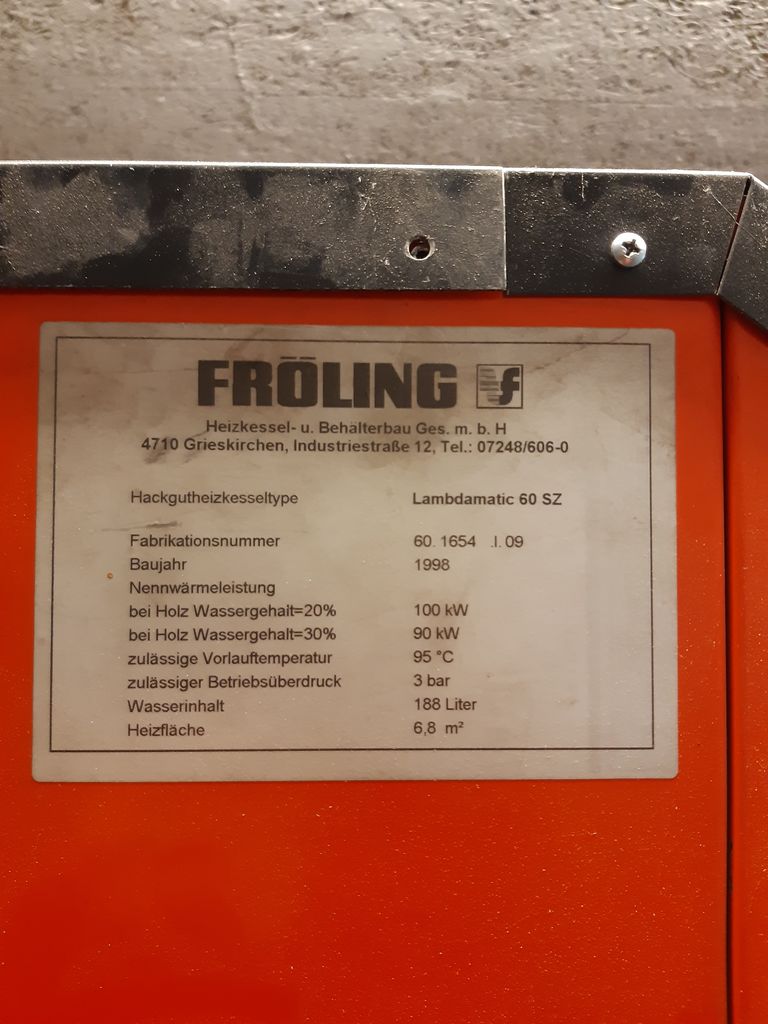 FRÖLING
Heizkessel- u. Behälterbau Ges. m. b. H
4710 Grieskirchen, Industriestraße 12, Tel.: 07248/606-0
Hackgutheizkesseltype Lambdamatic 60 SZ
Fabrikationsnummer 60. 1654 .I. 09
Baujahr 1998
Nennwärmeleistung
bei Holz Wassergehalt=20% 100 kW
bei Holz Wassergehalt=30% 90 kW
zulässige Vorlauftemperatur 95 °C
zulässiger Betriebsüberdruck 3 bar
Wasserinhalt 188 Liter
Heizfläche 6,8 m²